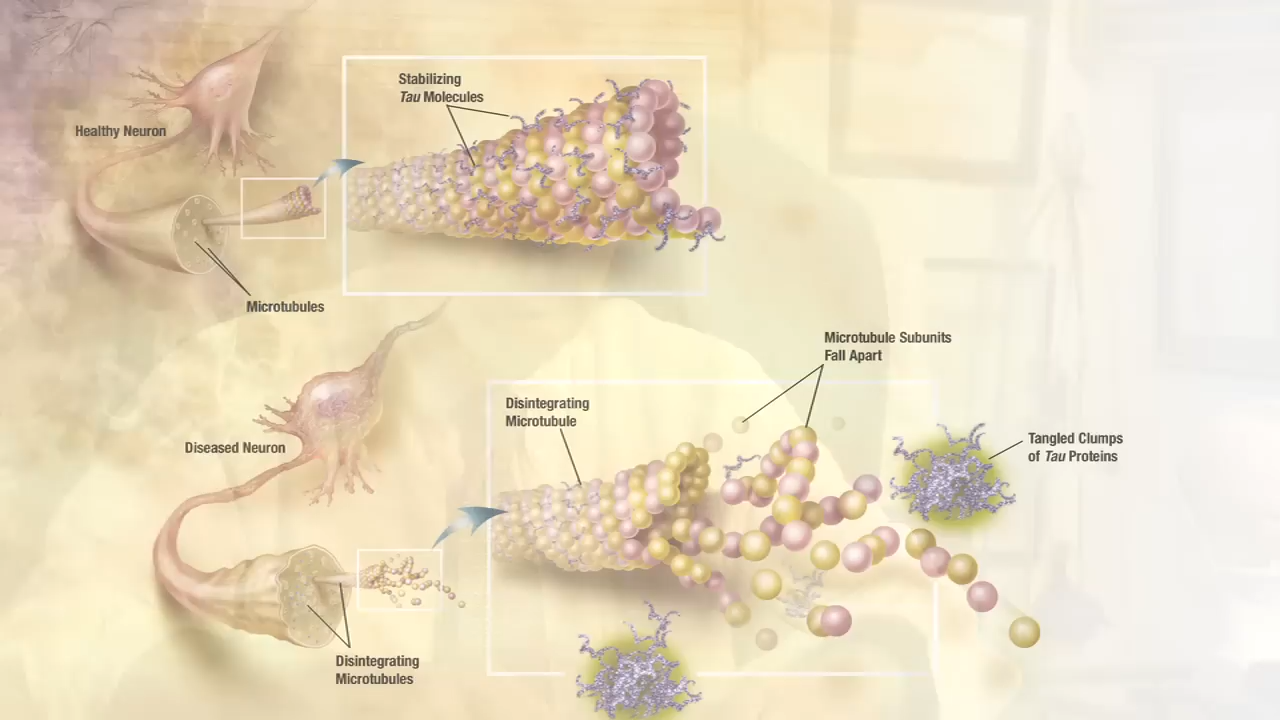 Stabilizing
Tau Molecules
Healthy Neuron
Microtubules
Microtubule Subunits
Fall Apart
Disintegrating
Microtubule
Diseased Neuron
Tangled Clumps
of Tau Proteins
Disintegrating
Microtubules